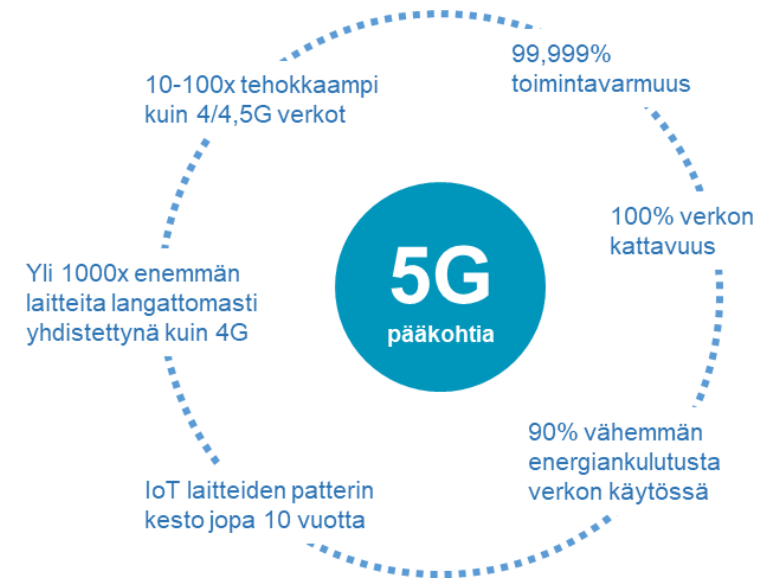 10-100x tehokkaampi
kuin 4/4,5G verkot
99,999%
toimintavarmuus
100% verkon
kattavuus
Yli 1000x enemmän
laitteita langattomasti
yhdistettynä kuin 4G
5G
pääkohtia
90% vähemmän
energiankulutusta
verkon käytössä
IoT laitteiden patterin
kesto jopa 10 vuotta